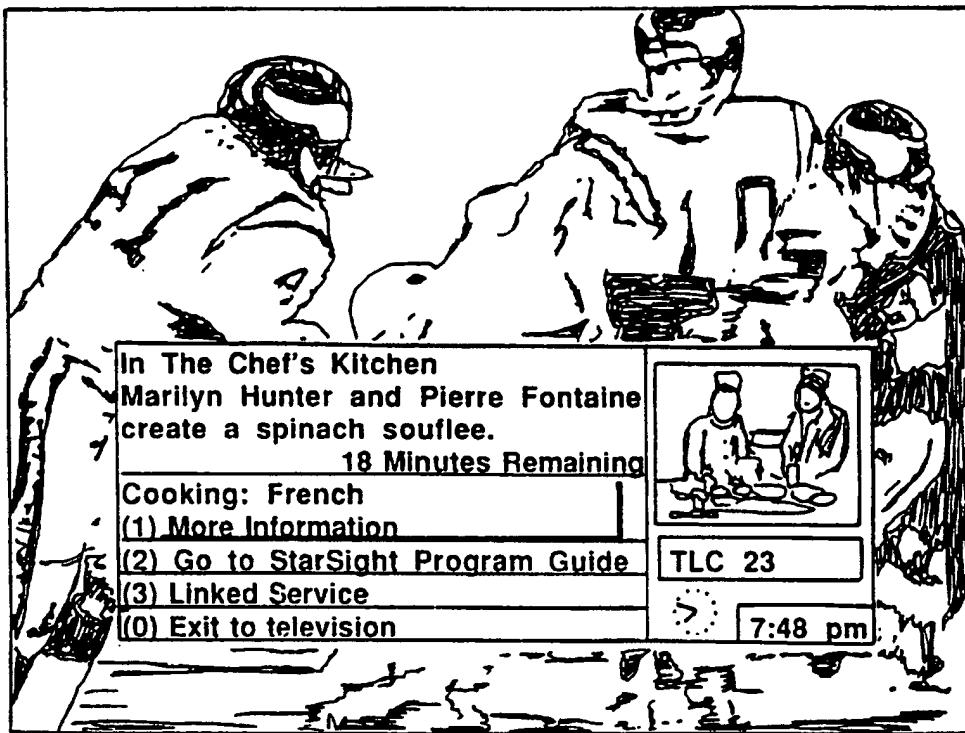 In The Chef's Kitchen
Marilyn Hunter and Pierre Fontaine
create a spinach souflee.
18 Minutes Remaining
Cooking: French
(1) More Information
(2) Go to StarSight Program Guide
(3) Linked Service
(0) Exit to television
TLC 23
7:48 pm